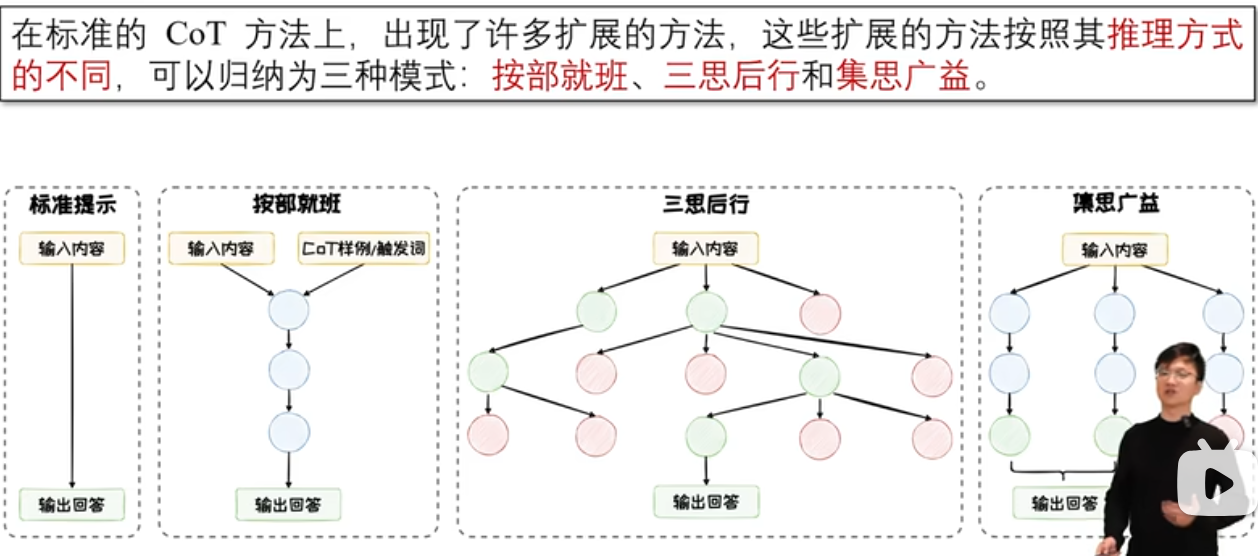 在标准的 CoT 方法上，出现了许多扩展的方法，这些扩展的方法按照其推理方式
的不同，可以归纳为三种模式：按部就班、三思后行和集思广益。
标准提示
输入内容
输出回答
按部就班
输入内容
CoT样例/触发词
输出回答
三思后行
输入内容
输出回答
集思广益
输入内容
输出回答